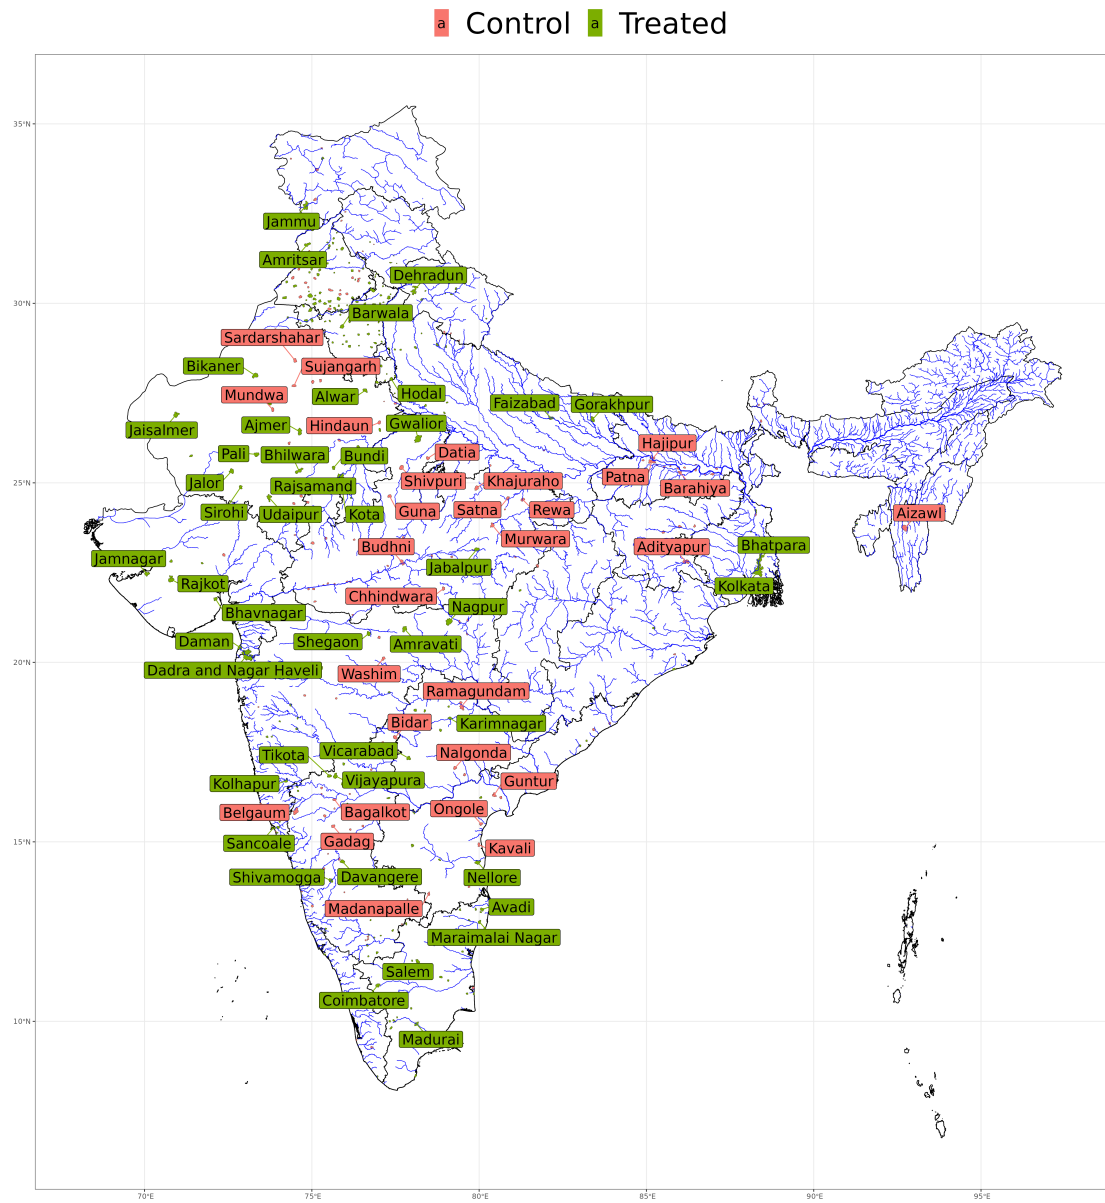 a Control a Treated
35°N
Jammu
Amritsar
Dehradun
30°N
Barwala
Sardarshahar
Bikaner
Sujangarh
Mundwa
Alwar
Hodal
Faizabad
Gorakhpur
Jaisalmer
Ajmer
Hindaun
Gwalior
Hajipur
Pali
Bhilwara
Bundi
Datia
25°N
Jalor
Rajsamand
Shivpuri
Khajuraho
Patna
Barahiya
Sirohi
Udaipur
Kota
Guna
Satna
Rewa
Aizawl
Murwara
Budhni
Adityapur
Bhatpara
Jamnagar
Jabalpur
Rajkot
Kolkata
Chhindwara
Nagpur
Bhavnagar
Daman
Shegaon
Amravati
20°N
Dadra and Nagar Haveli
Washim
Ramagundam
Bidar
Karimnagar
Tikota
Vicarabad
Nalgonda
Kolhapur
Vijayapura
Guntur
Belgaum
Bagalkot
Ongole
15°N
Sancoale
Gadag
Kavali
Shivamogga
Davangere
Nellore
Madanapalle
Avadi
Maraimalai Nagar
Salem
Coimbatore
10°N
Madurai
70°E 75°E 80°E 85°E 90°E 95°E